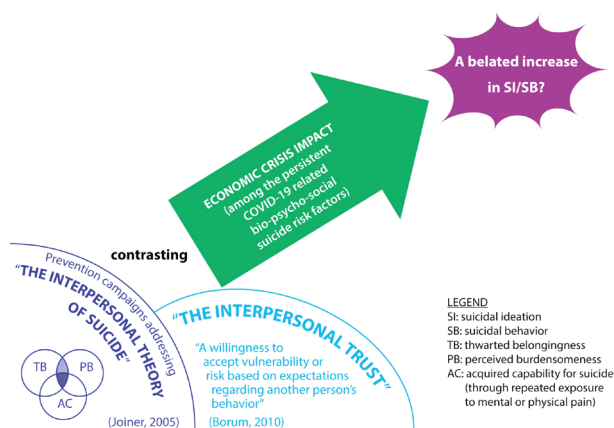 A belated increase
in SI/SB?
ECONOMIC CRISIS IMPACT
(among the persistent
COVID-19 related
bio-psycho-social
suicide risk factors)
contrasting
Prevention campaigns addressing
"THE INTERPERSONAL THEORY
OF SUICIDE"
TB
PB
AC
(Joiner, 2005)
"THE INTERPERSONAL TRUST"
"A willingness to
accept vulnerability or
risk based on expectations
regarding another person's
behavior"
(Borum, 2010)
LEGEND
SI: suicidal ideation
SB: suicidal behavior
TB: thwarted belongingness
PB: perceived burdensomeness
AC: acquired capability for suicide
(through repeated exposure
to mental or physical pain)